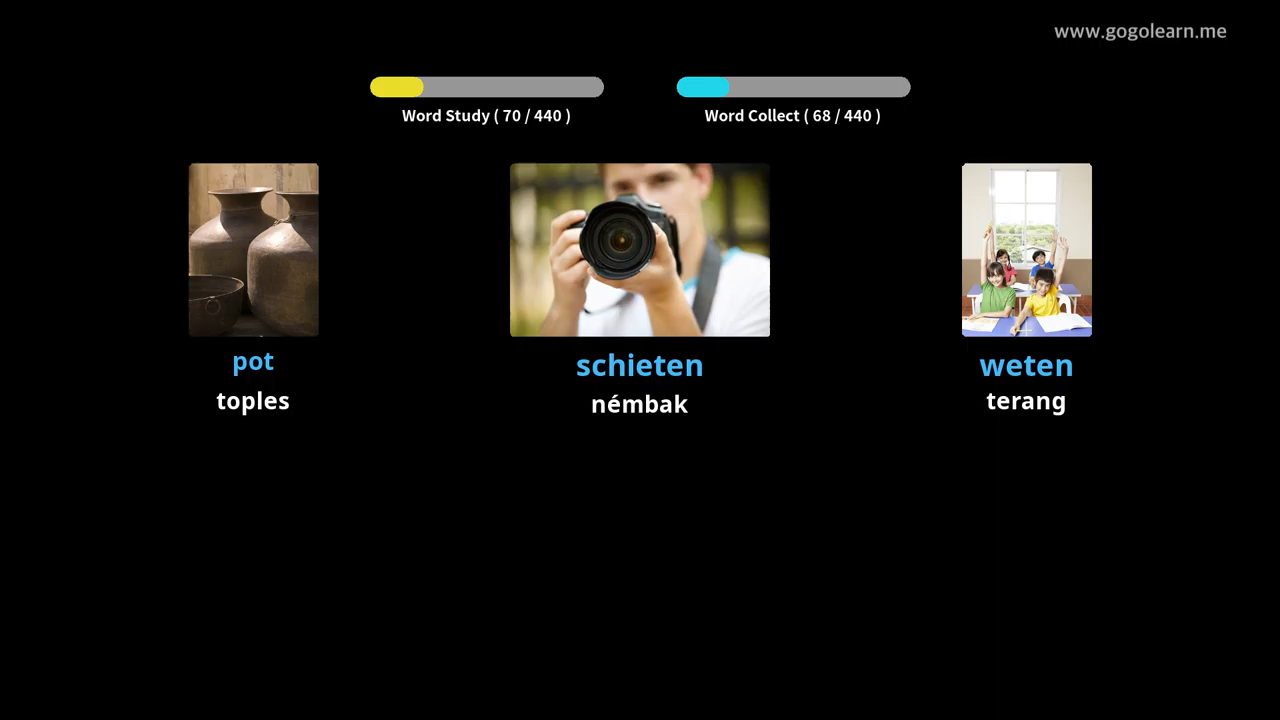 www.gogolearn.me
Word Study ( 70 / 440 )
Word Collect ( 68 / 440 )
pot
toples
schieten
némbak
weten
terang